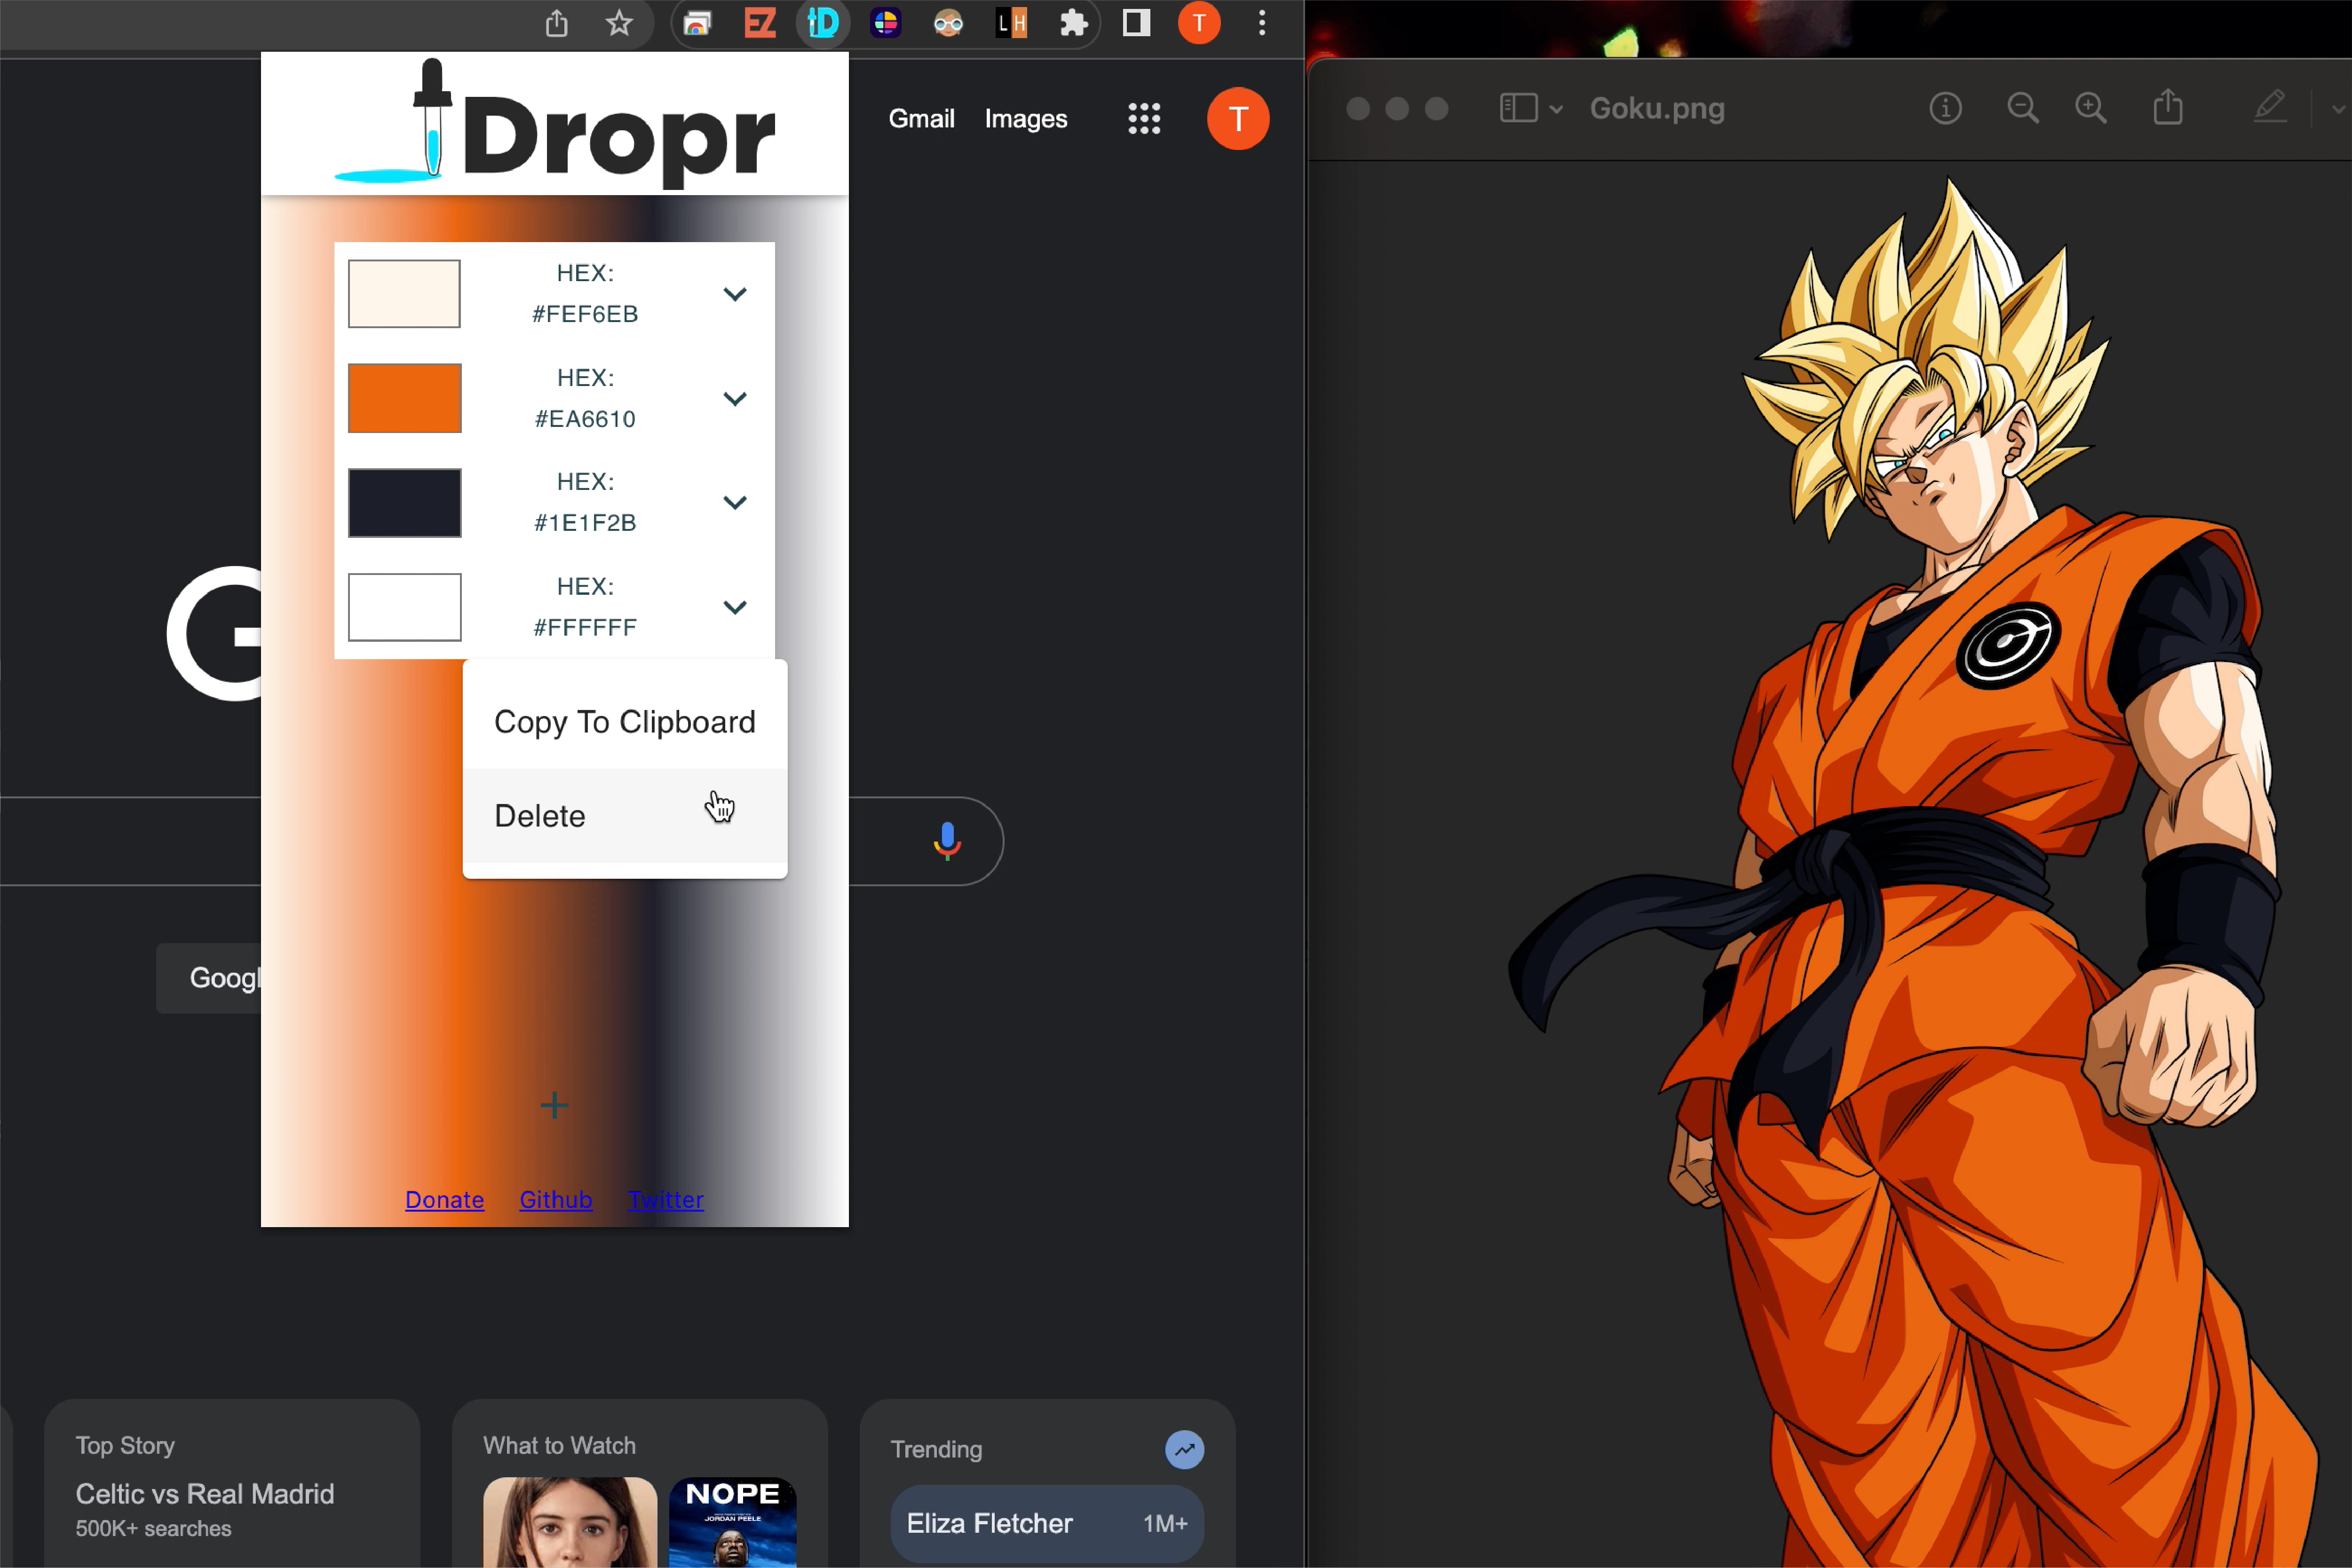 EZ
D
LH
T
Dropr
Gmail
Images
T
Goku.png
HEX:
#FEF6EB
HEX:
#EA6610
HEX:
#1E1F2B
HEX:
#FFFFFF
G
Copy To Clipboard
Delete
Googl
+
Donate
Github
Twitter
Top Story
Celtic vs Real Madrid
500K+ searches
What to Watch
NOPE
JORDAN PEELE
Trending
Eliza Fletcher
1M+